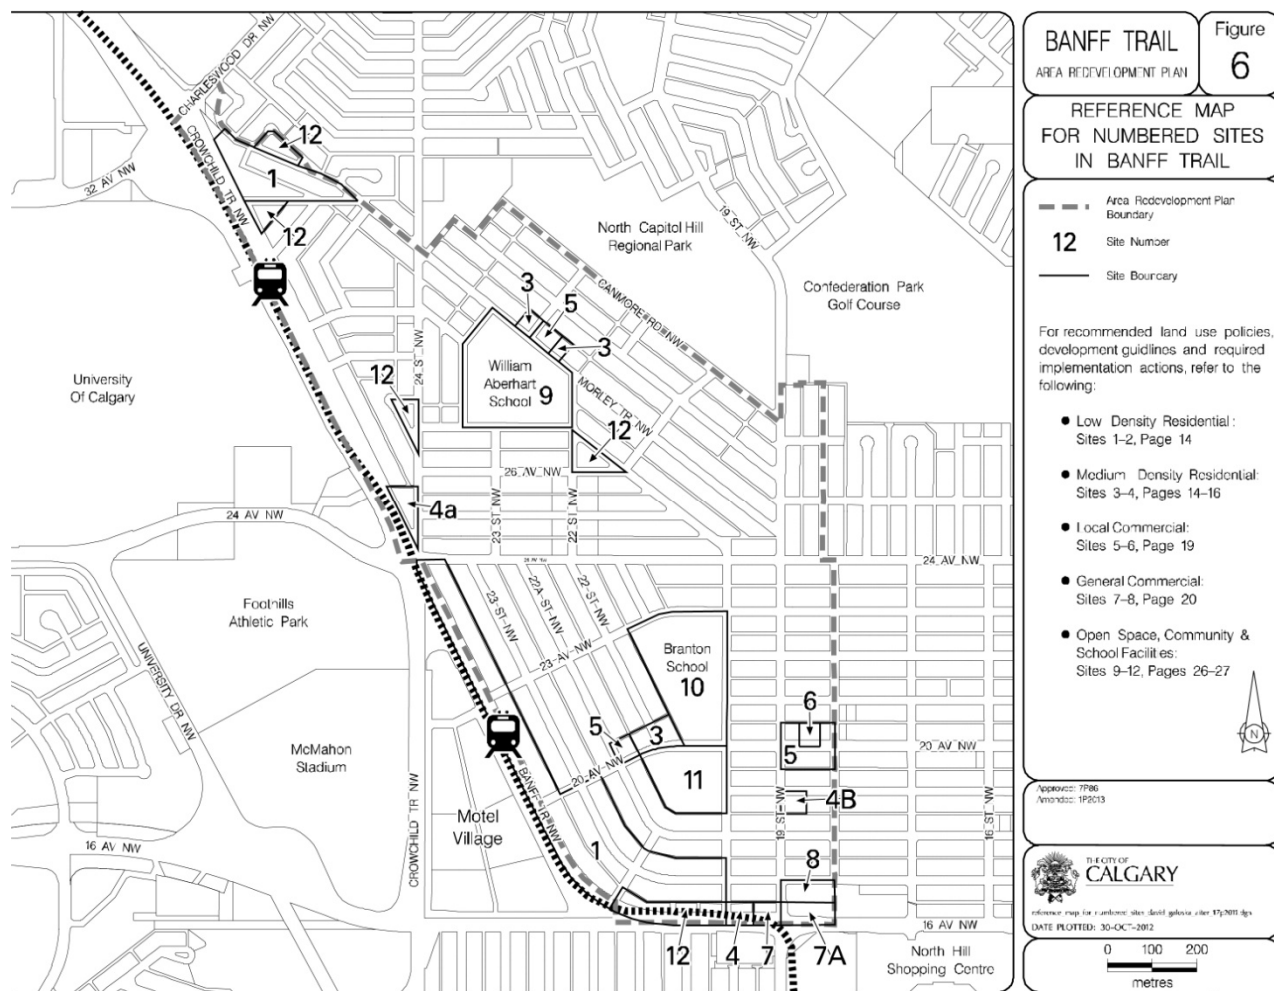 CHARLESWOOD DR NW
CROWCHILD TR NW
32 AV NW
12
1
12
North Capitol Hill
Regional Park
19 ST NW
Confederation Park
Golf Course
CANMORE RD NW
3
5
3
24 ST NW
William
Aberhart
School
9
MORLEY TR NW
University
Of Calgary
12
12
26 AV NW
4a
23 ST NW
22 ST NW
24 AV NW
24 AV NW
24 AV NW
Foothills
Athletic Park
23 ST NW
22A ST NW
22 ST NW
23 AV NW
Branton
School
10
UNIVERSITY DR NW
McMahon
Stadium
6
5
3
5
20 AV NW
20 AV NW
11
4B
19 ST NW
16 ST NW
BANFF TR NW
Motel
Village
CROWCHILD TR NW
16 AV NW
1
8
12
4
7
7A
16 AV NW
North Hill
Shopping Centre
BANFF TRAIL
AREA REDEVELOPMENT PLAN
Figure
6
REFERENCE MAP
FOR NUMBERED SITES
IN BANFF TRAIL
Area Redevelopment Plan
Boundary
12
Site Number
Site Boundary
For recommended land use policies,
development guidlines and required
implementation actions, refer to the
following:
● Low Density Residential:
Sites 1-2, Page 14
● Medium Density Residential:
Sites 3-4, Pages 14-16
● Local Commercial:
Sites 5-6, Page 19
● General Commercial:
Sites 7-8, Page 20
● Open Space, Community &
School Facilities:
Sites 9-12, Pages 26-27
N
Approved: 7P86
Amended: 1P2013
THE CITY OF
CALGARY
DATE PLOTTED: 30-OCT-2012
0 100 200
metres